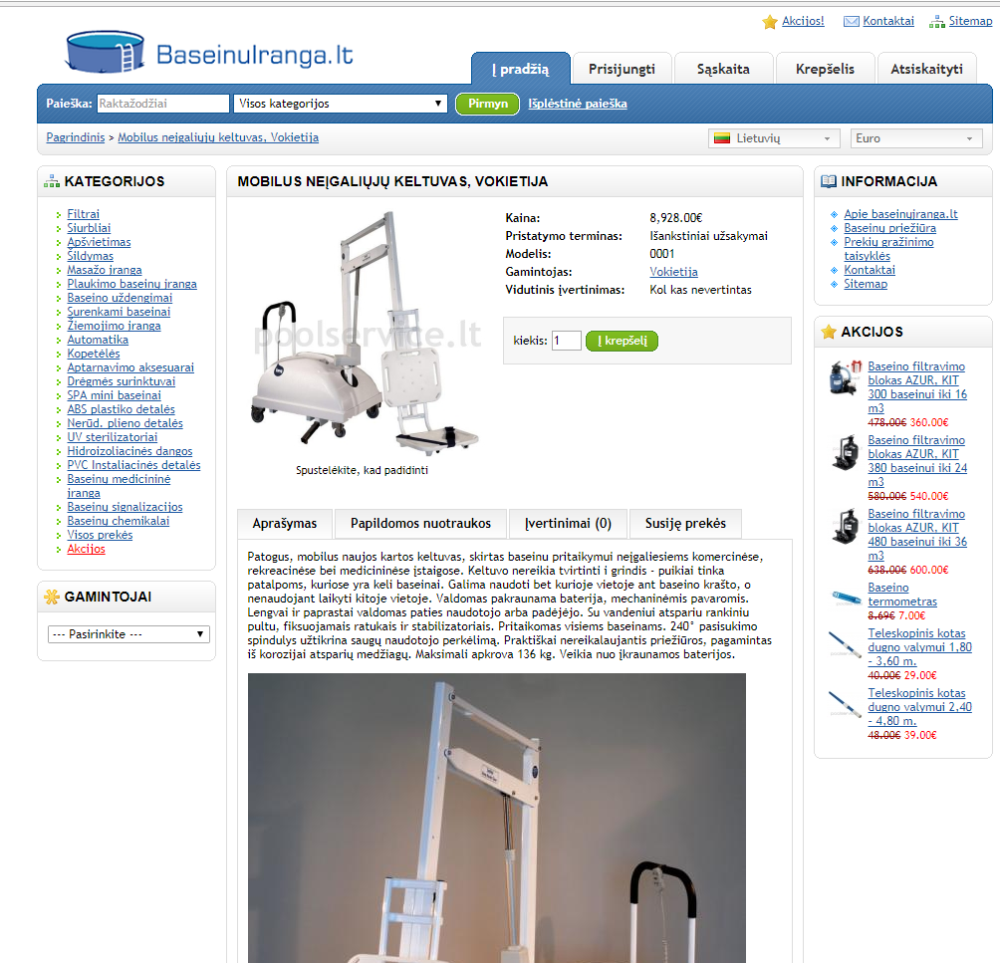 Akcijos!
Kontaktai
Sitemap
BaseinuIranga.lt
Į pradžią
Prisijungti
Sąskaita
Krepšelis
Atsiskaityti
Paieška:
Raktažodžiai
Visos kategorijos
Pirmyn
Išplėstinė paieška
Pagrindinis > Mobilus neįgaliųjų keltuvas, Vokietija
Lietuvių
Euro
KATEGORIJOS
Filtrai
Siurbliai
Apšvietimas
Šildymas
Masažo įranga
Plaukimo baseinų įranga
Baseino uždengimai
Surenkami baseinai
Žiemojimo įranga
Automatika
Kopetėlės
Aptarnavimo aksesuarai
Drėgmės surinktuvai
SPA mini baseinai
ABS plastiko detalės
Nerūd. plieno detalės
UV sterilizatoriai
Hidroizoliacinės dangos
PVC Instaliacinės detalės
Baseinų medicininė
įranga
Baseinų signalizacijos
Baseinų chemikalai
Visos prekės
Akcijos
GAMINTOJAI
--- Pasirinkite ---
MOBILUS NEĮGALIŲJŲ KELTUVAS, VOKIETIJA
poolservice.lt
Spustelėkite, kad padidinti
Kaina: 8,928.00€
Pristatymo terminas: Išankstiniai užsakymai
Modelis: 0001
Gamintojas: Vokietija
Vidutinis įvertinimas: Kol kas nevertintas
kiekis: 1 Į krepšelį
Aprašymas
Papildomos nuotraukos
Įvertinimai (0)
Susiję prekės
Patogus, mobilus naujos kartos keltuvas, skirtas baseinu pritaikymui neįgaliesiems komercinėse,
rekreacinėse bei medicininėse įstaigose. Keltuvo nereikia tvirtinti i grindis - puikiai tinka
patalpoms, kuriose yra keli baseinai. Galima naudoti bet kurioje vietoje ant baseino krašto, o
nenaudojant laikyti kitoje vietoje. Valdomas pakraunama baterija, mechaninėmis pavaromis.
Lengvai ir paprastai valdomas paties naudotojo arba padėjėjo. Su vandeniui atspariu rankiniu
pultu, fiksuojamais ratukais ir stabilizatoriais. Pritaikomas visiems baseinams. 240˚ pasisukimo
spindulys užtikrina saugų naudotojo perkėlimą. Praktiškai nereikalaujantis priežiūros, pagamintas
iš korozijai atsparių medžiagų. Maksimali apkrova 136 kg. Veikia nuo įkraunamos baterijos.
INFORMACIJA
Apie baseinuiranga.lt
Baseinų priežiūra
Prekių gražinimo
taisyklės
Kontaktai
Sitemap
AKCIJOS
Baseino filtravimo
blokas AZUR, KIT
300 baseinui iki 16
m3
478.00€ 360.00€
Baseino filtravimo
blokas AZUR, KIT
380 baseinui iki 24
m3
580.00€ 540.00€
Baseino filtravimo
blokas AZUR, KIT
480 baseinui iki 36
m3
638.00€ 600.00€
Baseino
termometras
8.69€ 7.00€
Teleskopinis kotas
dugno valymui 1,80
- 3,60 m.
40.00€ 29.00€
Teleskopinis kotas
dugno valymui 2,40
- 4,80 m.
48.00€ 39.00€